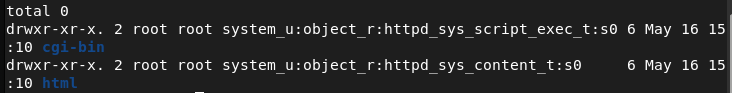 total 0
drwxr-xr-x. 2 root root system_u:object_r:httpd_sys_script_exec_t:s0 6 May 16 15
:10 cgi-bin
drwxr-xr-x. 2 root root system_u:object_r:httpd_sys_content_t:s0     6 May 16 15
:10 html